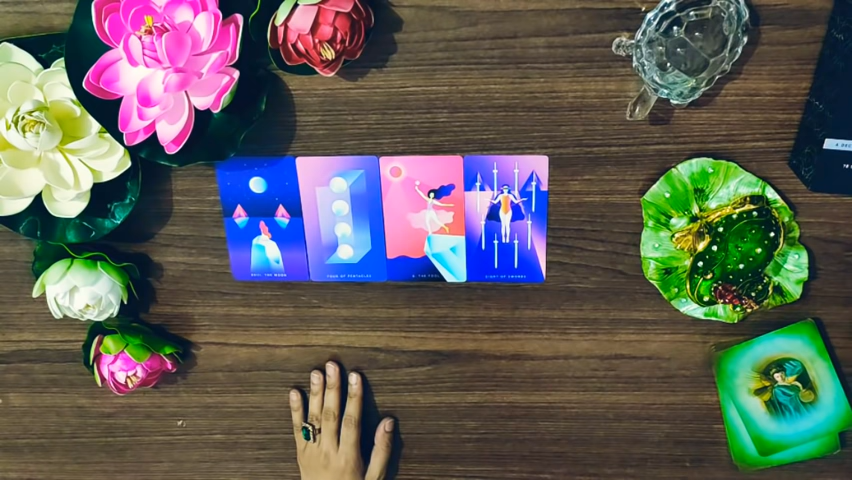 XVIII. THE MOON
FOUR OF PENTACLES
0. THE FOOL
EIGHT OF SWORDS